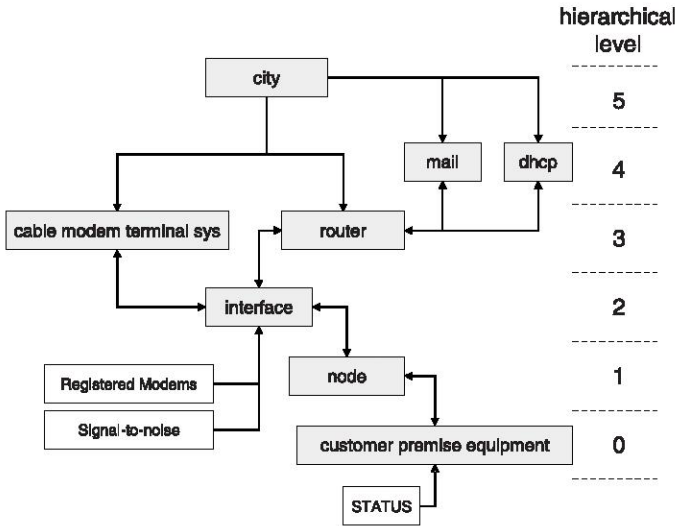 hierarchical
level
city
5
mail
dhcp
4
cable modem terminal sys
router
3
interface
2
Registered Modems
node
1
Signal-to-noise
customer premise equipment
0
STATUS